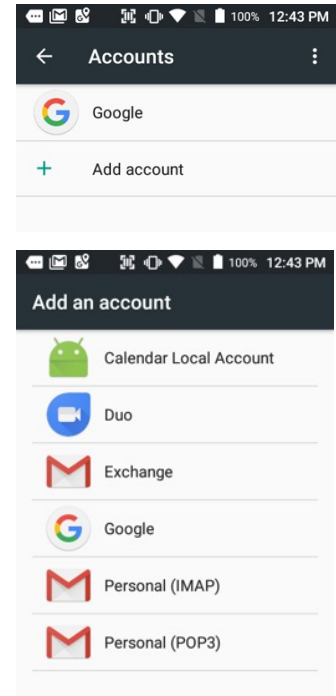 100% 12:43 PM
Accounts
Google
Add account
100% 12:43 PM
Add an account
Calendar Local Account
Duo
Exchange
Google
Personal (IMAP)
Personal (POP3)